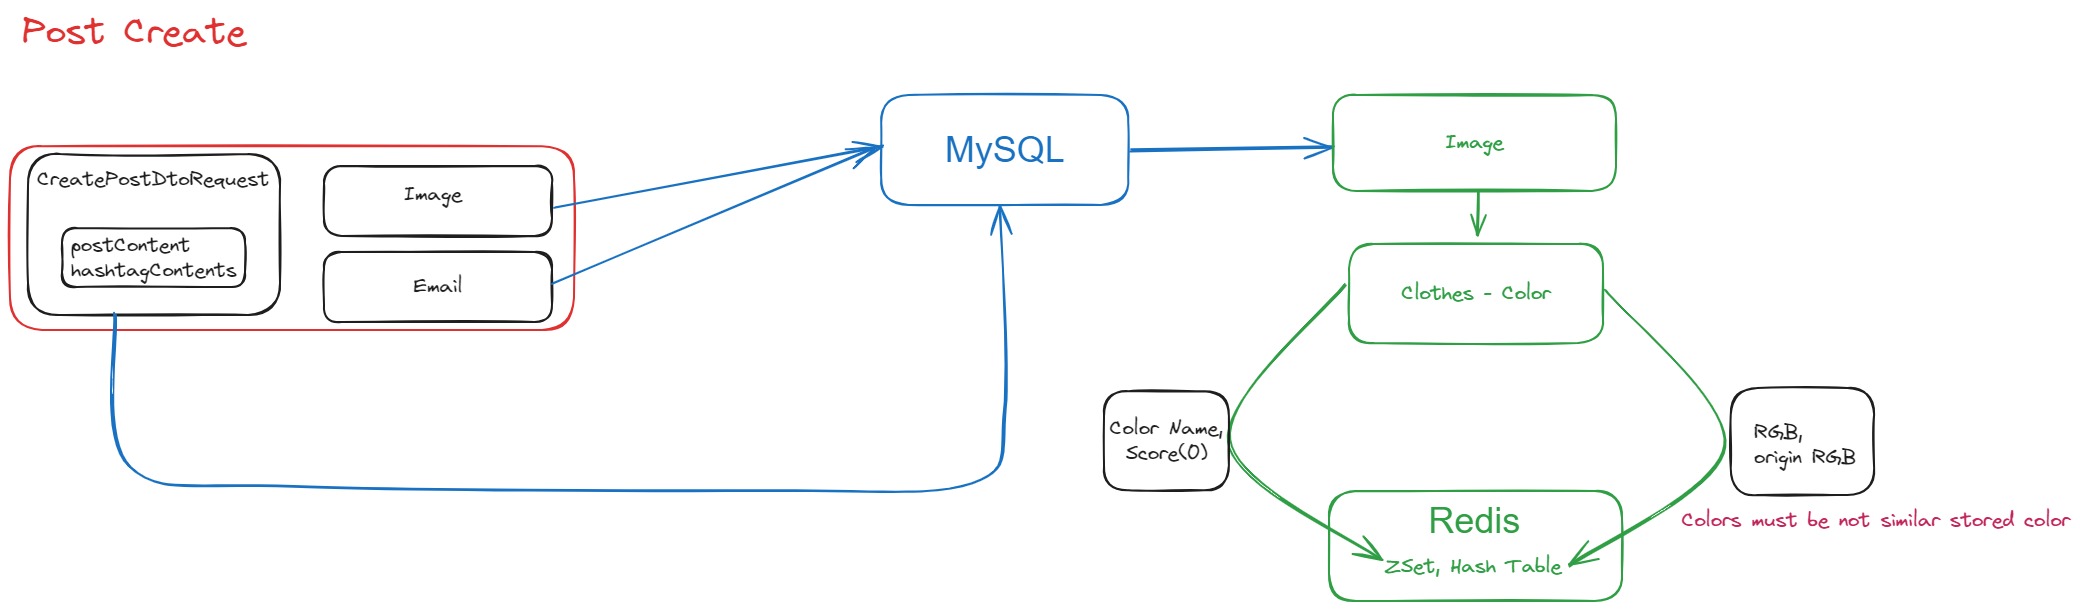 Post Create
CreatePostDtoRequest
postContent
hashtagContents
Image
Email
MySQL
Image
Clothes - Color
Color Name,
Score(0)
RGB,
origin RGB
Colors must be not similar stored color
Redis
ZSet, Hash Table